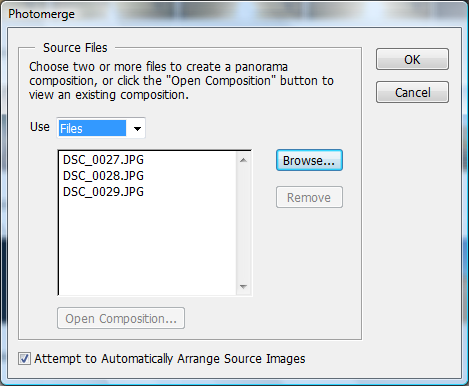 Photomerge
Source Files
Choose two or more files to create a panorama
composition, or click the "Open Composition" button to
view an existing composition.
OK
Cancel
Use Files
DSC_0027.JPG
DSC_0028.JPG
DSC_0029.JPG
Browse...
Remove
Open Composition...
Attempt to Automatically Arrange Source Images